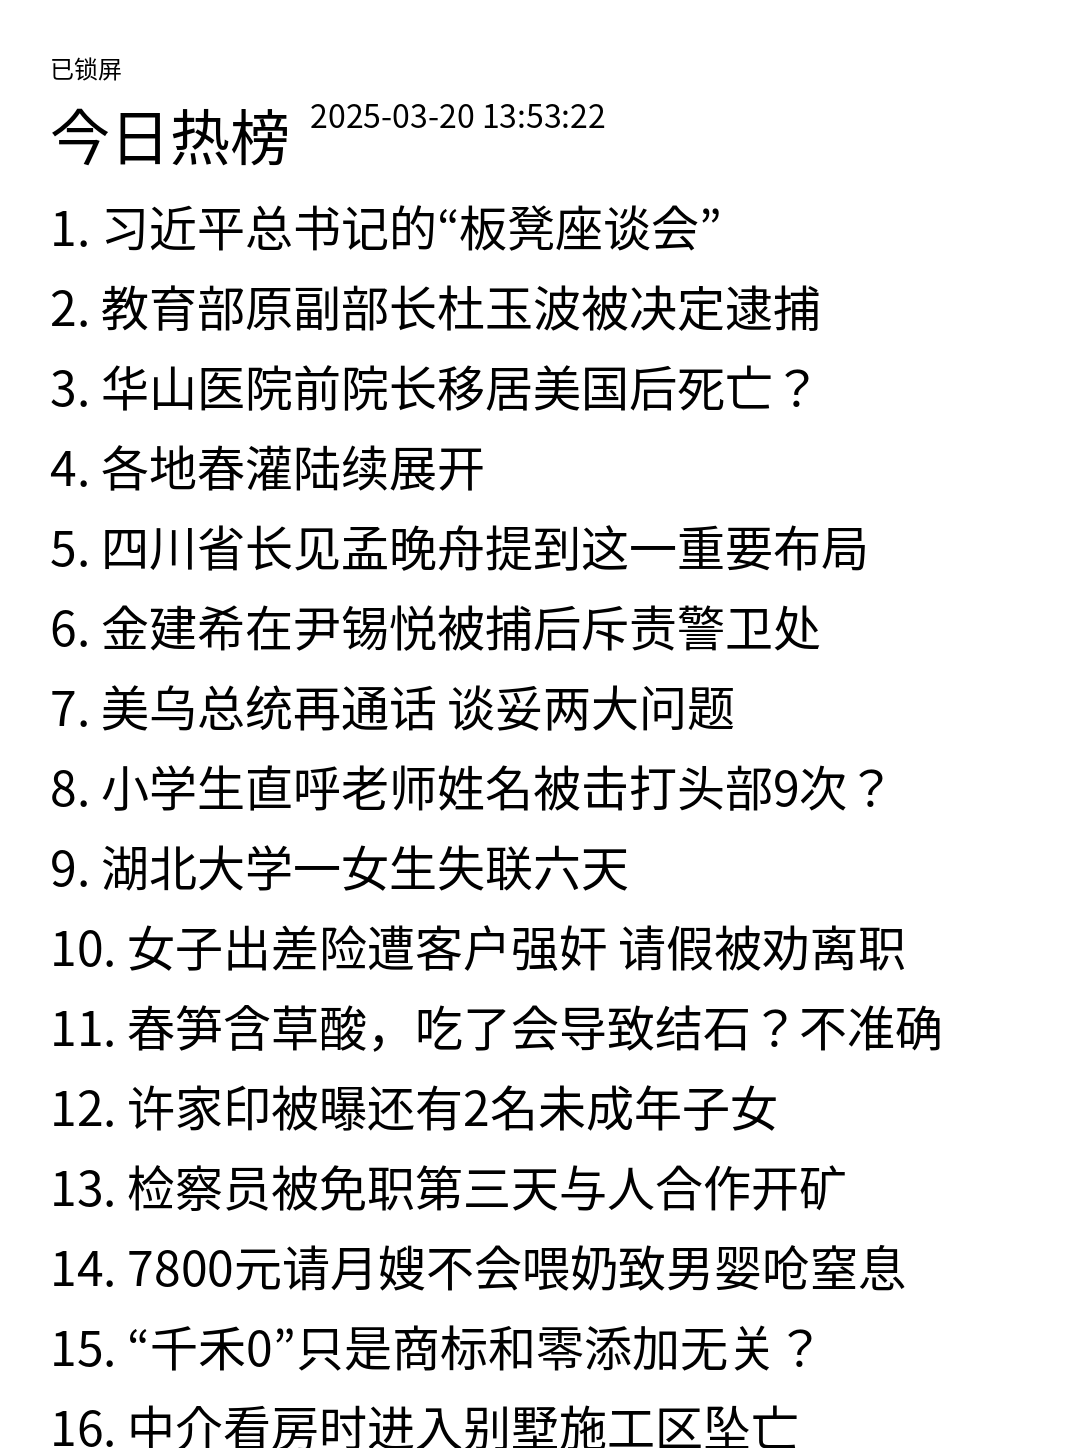 已锁屏
今日热榜 2025-03-20 13:53:22
1. 习近平总书记的“板凳座谈会”
2. 教育部原副部长杜玉波被决定逮捕
3. 华山医院前院长移居美国后死亡？
4. 各地春灌陆续展开
5. 四川省长见孟晚舟提到这一重要布局
6. 金建希在尹锡悦被捕后斥责警卫处
7. 美乌总统再通话 谈妥两大问题
8. 小学生直呼老师姓名被击打头部9次？
9. 湖北大学一女生失联六天
10. 女子出差险遭客户强奸 请假被劝离职
11. 春笋含草酸，吃了会导致结石？不准确
12. 许家印被曝还有2名未成年子女
13. 检察员被免职第三天与人合作开矿
14. 7800元请月嫂不会喂奶致男婴呛窒息
15. “千禾0”只是商标和零添加无关？
16. 中介看房时进入别墅施工区坠亡